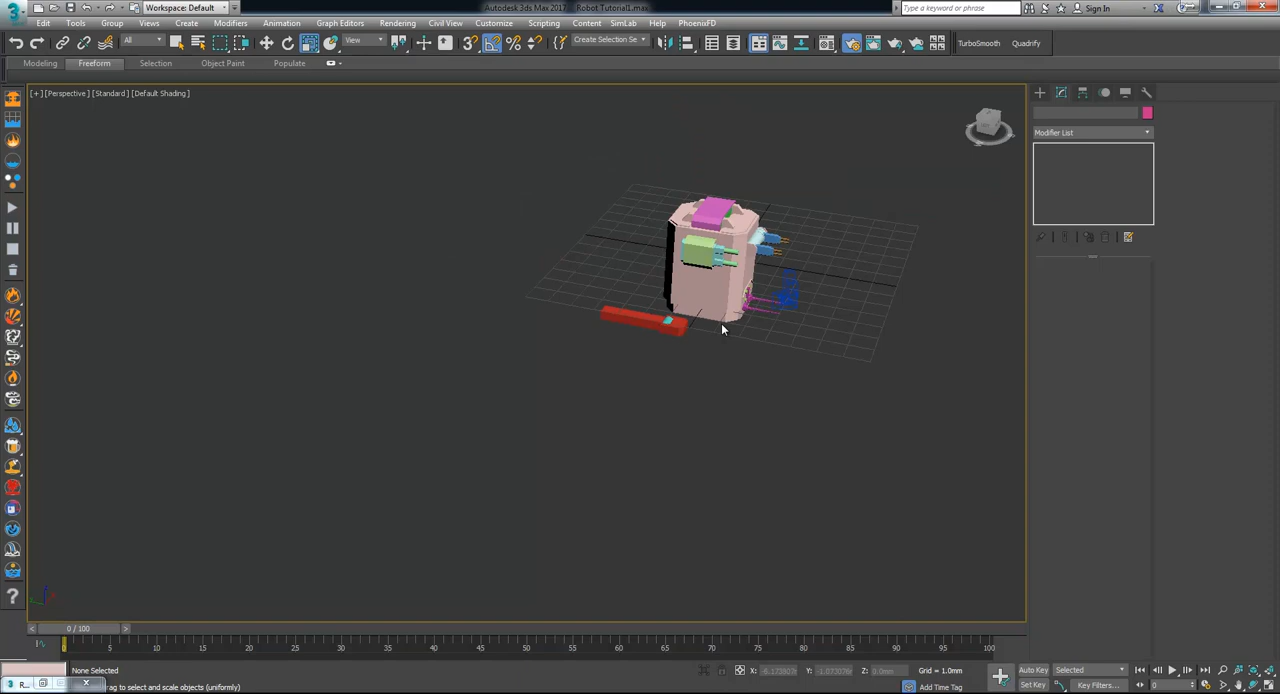 Workspace: Default
Autodesk 3ds Max 2017 Robot Tutorial1.max
Type a keyword or phrase
Sign In
Edit Tools Group Views Create Modifiers Animation Graph Editors Rendering Civil View Customize Scripting Content SimLab Help PhoenixFD
All View Create Selection Se TurboSmooth Quadrify
Modeling Freeform Selection Object Paint Populate
[+] [Perspective] [Standard] [Default Shading]
Modifier List
0 / 100
0 5 10 15 20 25 30 35 40 45 50 55 60 65 70 75 80 85 90 95 100
None Selected X: Y: Z: 0.0mm Grid = 1.0mm Auto Key Selected
R... drag to select and scale objects (uniformly) Add Time Tag Set Key Key Filters... 0